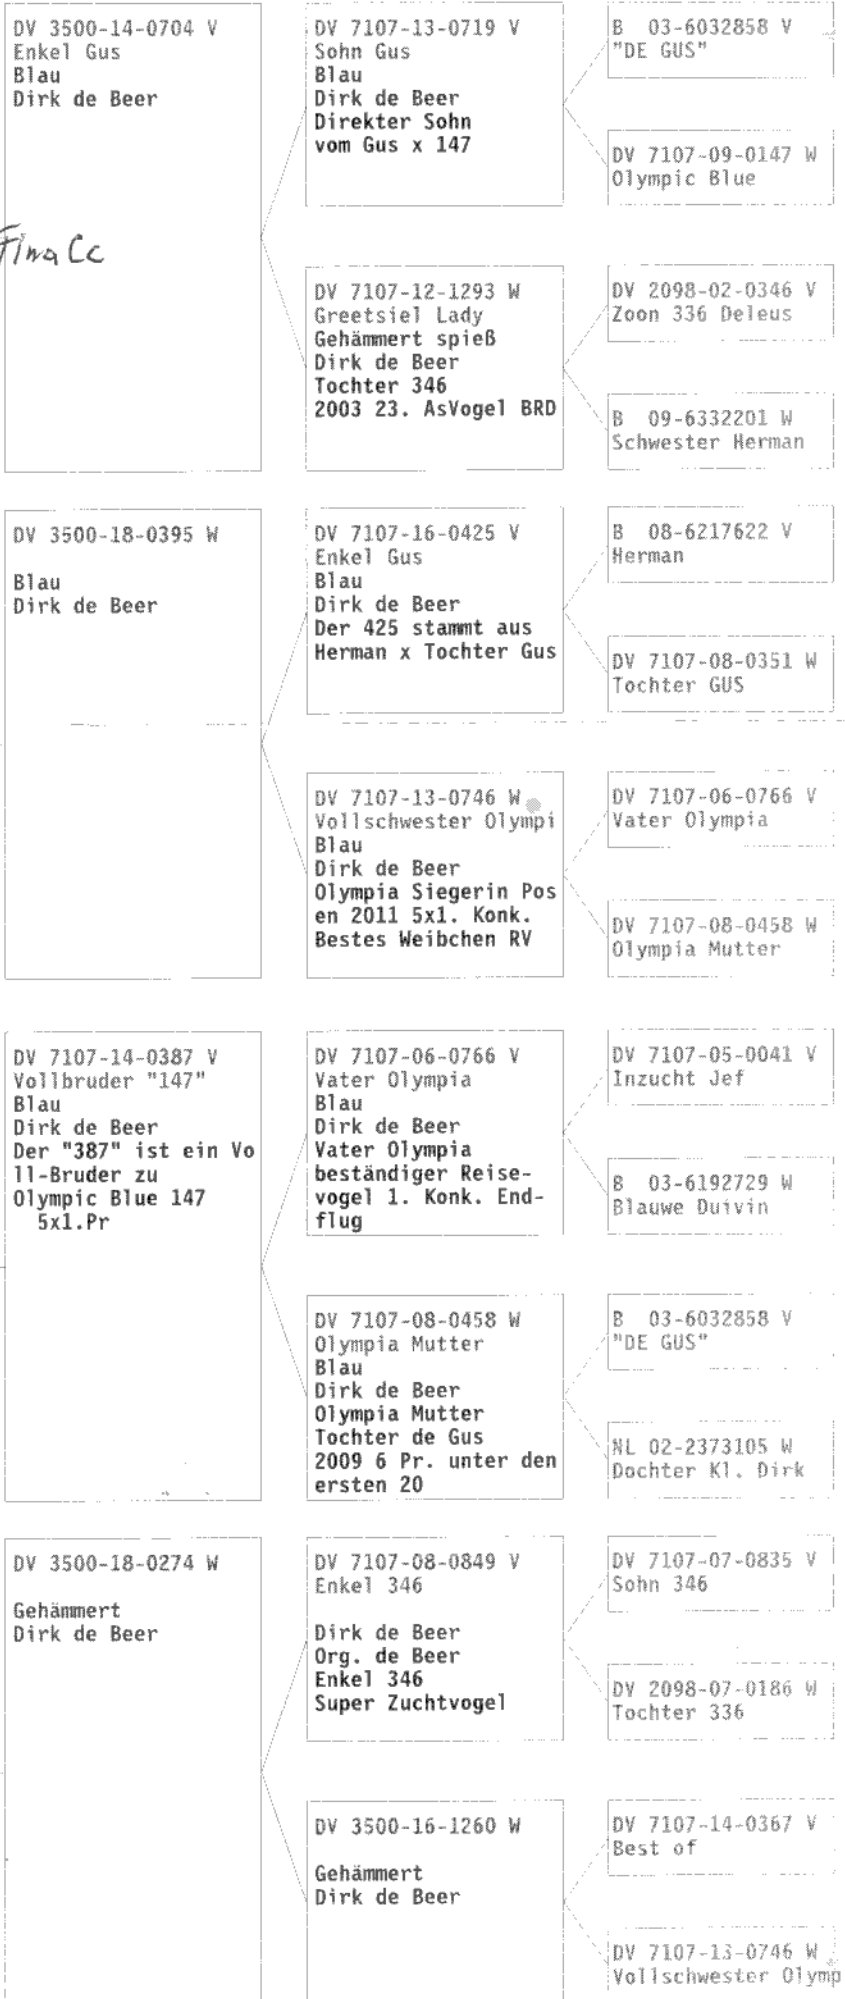 DV 3500-14-0704 V
Enkel Gus
Blau
Dirk de Beer
DV 7107-13-0719 V
Sohn Gus
Blau
Dirk de Beer
Direkter Sohn
vom Gus x 147
B  03-6032858 V
"DE GUS"
DV 7107-09-0147 W
Olympic Blue
DV 7107-12-1293 W
Greetsiel Lady
Gehämmert spieß
Dirk de Beer
Tochter 346
2003 23. AsVogel BRD
DV 2098-02-0346 V
Zoon 336 Deleus
B  09-6332201 W
Schwester Herman
DV 3500-18-0395 W
Blau
Dirk de Beer
DV 7107-16-0425 V
Enkel Gus
Blau
Dirk de Beer
Der 425 stammt aus
Herman x Tochter Gus
B  08-6217622 V
Herman
DV 7107-08-0351 W
Tochter GUS
DV 7107-13-0746 W
Vollschwester Olympi
Blau
Dirk de Beer
Olympia Siegerin Pos
en 2011 5x1. Konk.
Bestes Weibchen RV
DV 7107-06-0766 V
Vater Olympia
DV 7107-08-0458 W
Olympia Mutter
DV 7107-14-0387 V
Vollbruder "147"
Blau
Dirk de Beer
Der "387" ist ein Vo
ll-Bruder zu
Olympic Blue 147
5x1.Pr
DV 7107-06-0766 V
Vater Olympia
Blau
Dirk de Beer
Vater Olympia
beständiger Reise-
vogel 1. Konk. End-
flug
DV 7107-05-0041 V
Inzucht Jef
B  03-6192729 W
Blauwe Duivin
DV 7107-08-0458 W
Olympia Mutter
Blau
Dirk de Beer
Olympia Mutter
Tochter de Gus
2009 6 Pr. unter den
ersten 20
B  03-6032858 V
"DE GUS"
NL 02-2373105 W
Dochter Kl. Dirk
DV 3500-18-0274 W
Gehämmert
Dirk de Beer
DV 7107-08-0849 V
Enkel 346
Dirk de Beer
Org. de Beer
Enkel 346
Super Zuchtvogel
DV 7107-07-0835 V
Sohn 346
DV 2098-07-0186 W
Tochter 336
DV 3500-16-1260 W
Gehämmert
Dirk de Beer
DV 7107-14-0367 V
Best of
DV 7107-13-0746 W
Vollschwester Olymp